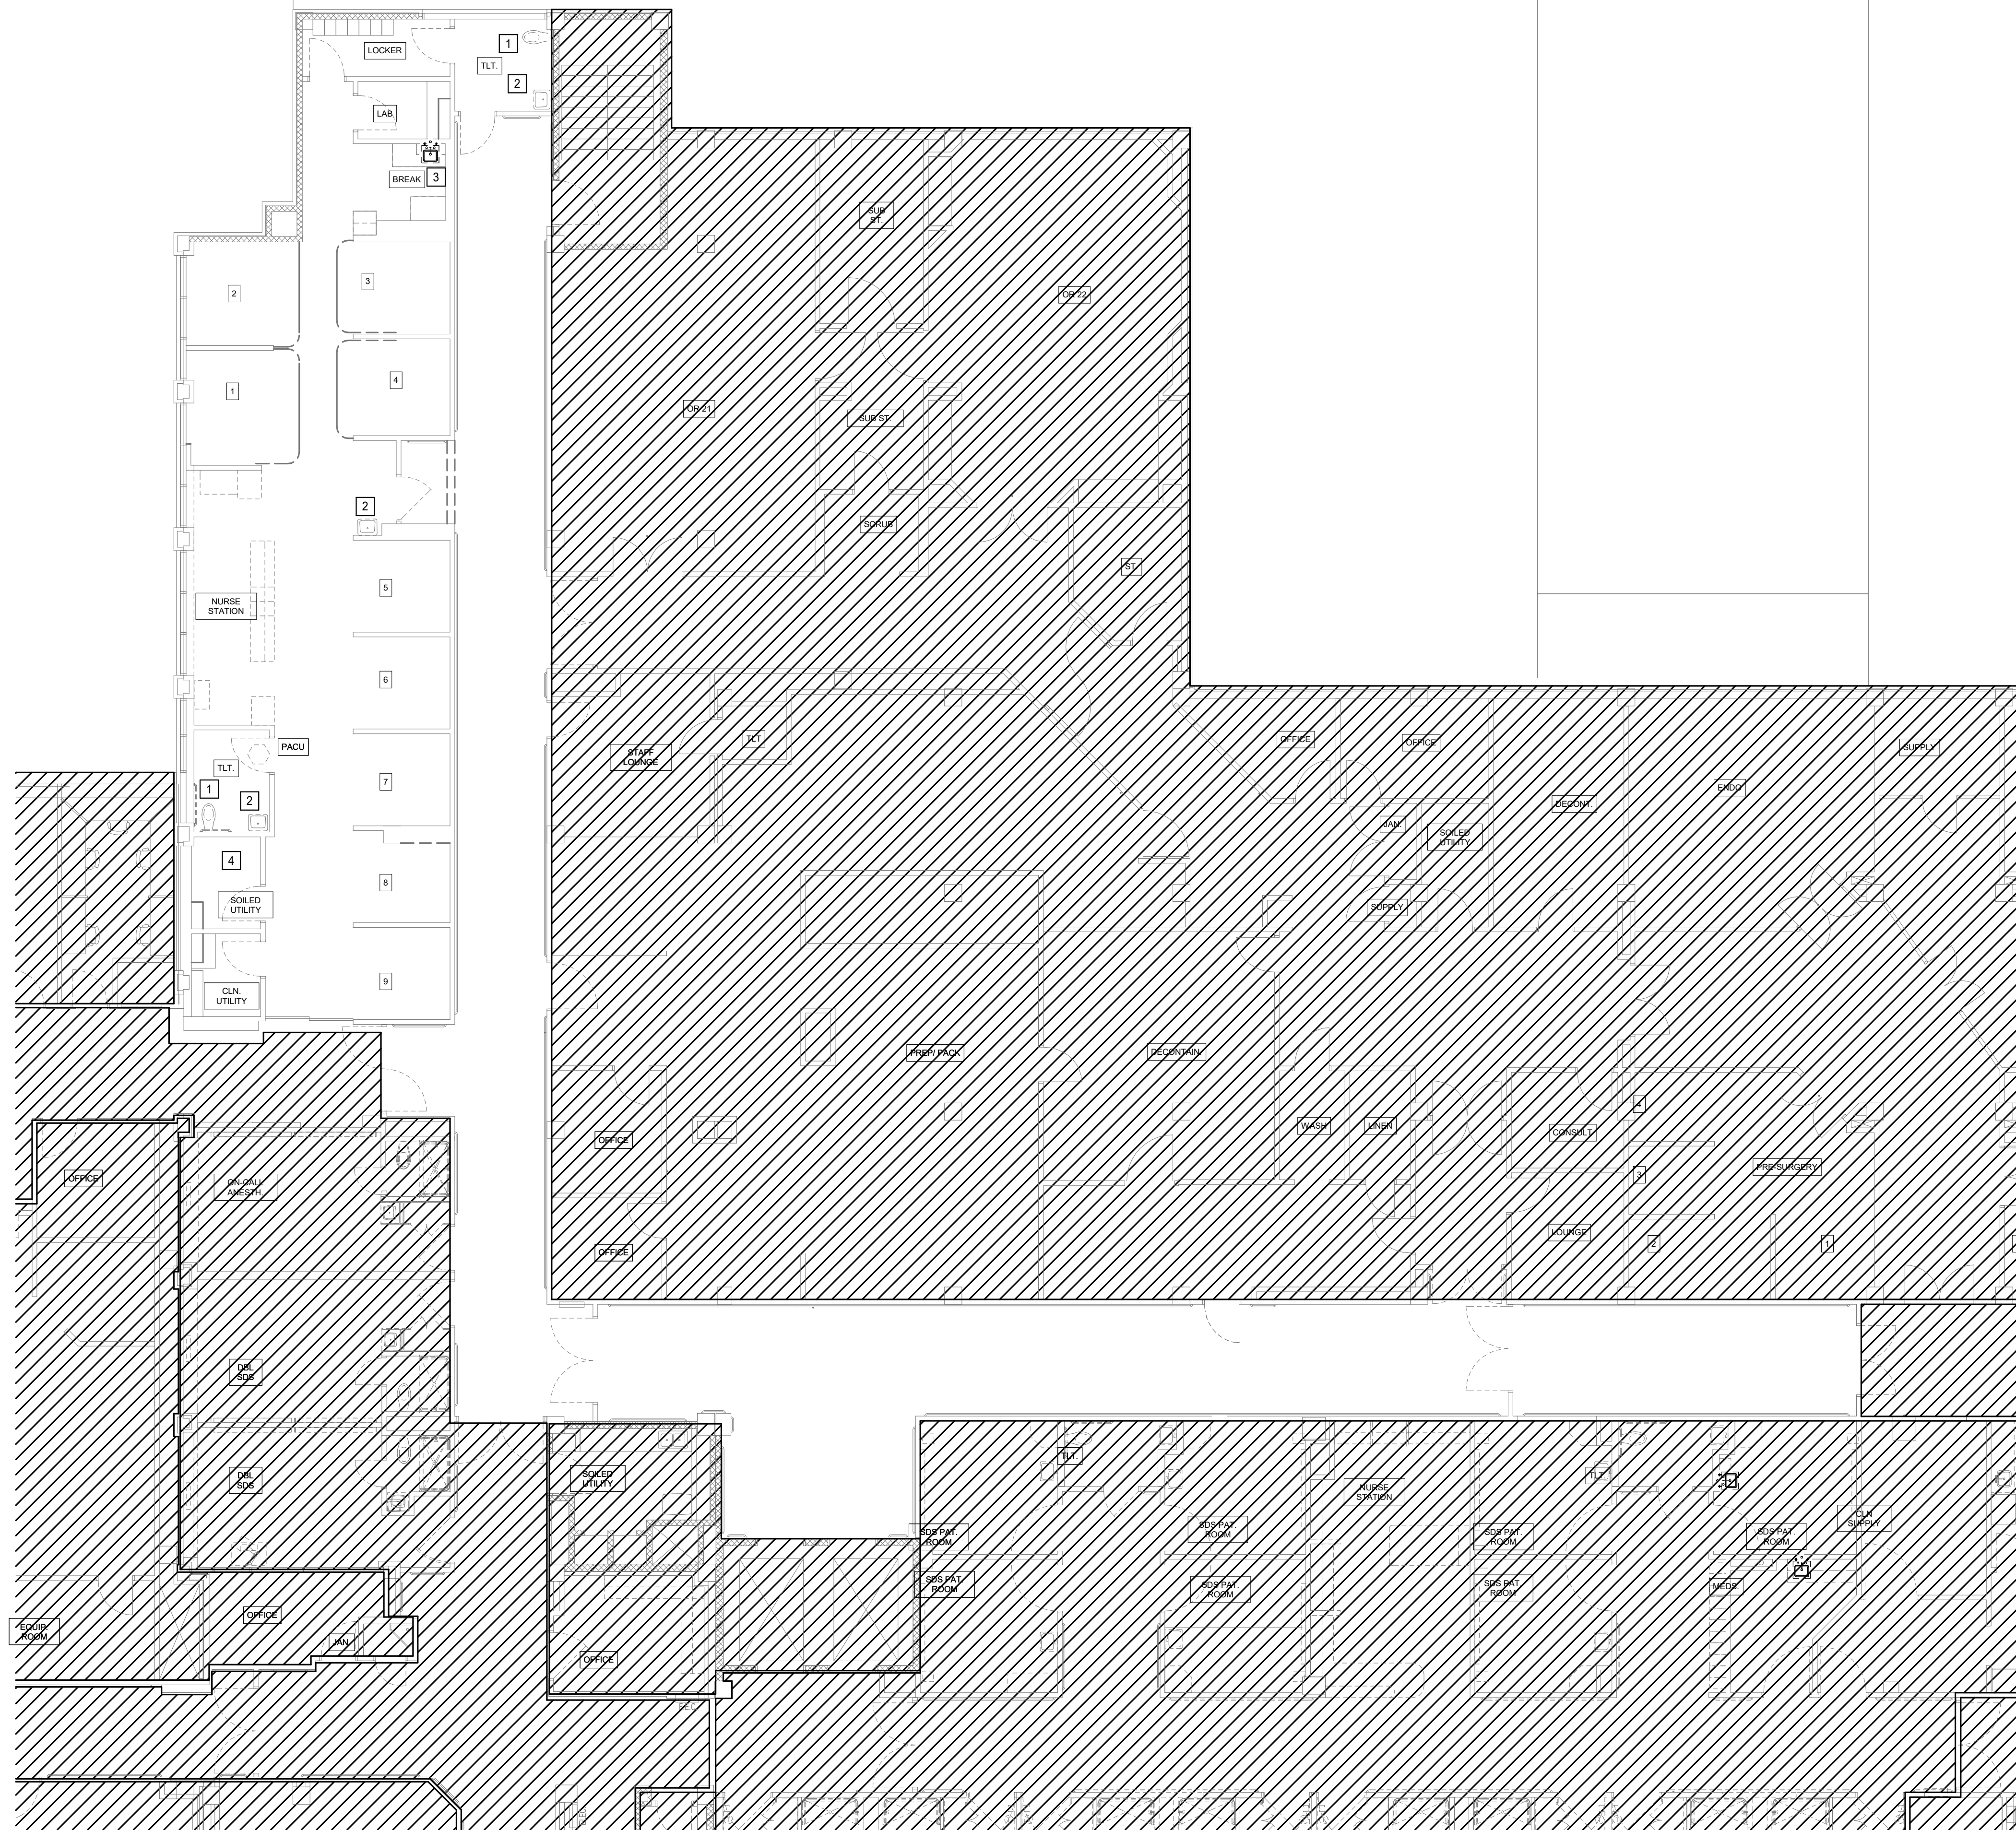 LOCKER
1
TLT.
2
LAB
BREAK
3
SUB
ST.
2
3
OR 22
1
4
OR 21
SUB ST.
2
SCRUB
ST.
5
NURSE
STATION
6
PACU
TLT.
7
1
2
STAFF
LOUNGE
TLT
OFFICE
OFFICE
SUPPLY
ENDO
DECONT.
JAN.
SOILED
UTILITY
4
8
SOILED
UTILITY
SUPPLY
9
CLN.
UTILITY
PREP/ PACK
DECONTAIN.
4
OFFICE
WASH
LINEN
CONSULT
PRE-SURGERY
3
OFFICE
ON-CALL
ANESTH.
LOUNGE
2
1
OFFICE
DBL
SDS
DBL
SDS
SOILED
UTILITY
TLT.
NURSE
STATION
TLT.
CLN
SUPPLY
SDS PAT.
ROOM
SDS PAT.
ROOM
SDS PAT.
ROOM
SDS PAT.
ROOM
SDS PAT.
ROOM
SDS PAT.
ROOM
SDS PAT.
ROOM
MEDS.
OFFICE
EQUIP.
ROOM
JAN.
OFFICE
F.E.C.